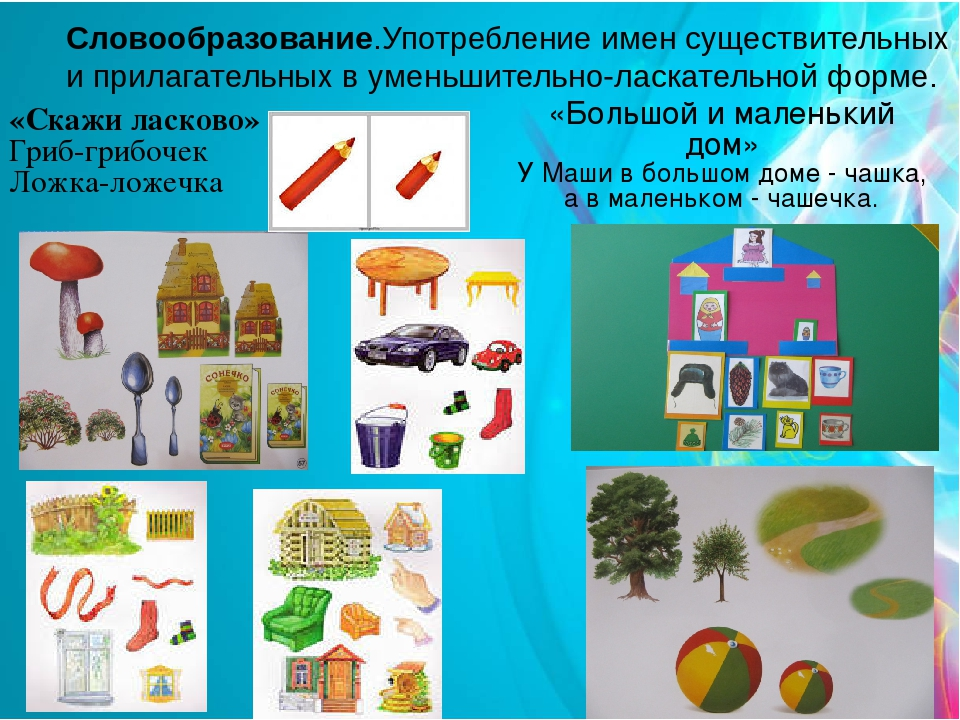 Словообразование.Употребление имен существительных
и прилагательных в уменьшительно-ласкательной форме.
«Скажи ласково»
Гриб-грибочек
Ложка-ложечка
«Большой и маленький
дом»
У Маши в большом доме - чашка,
а в маленьком - чашечка.
СОНЕЧКО
СОНЕЧКО
67